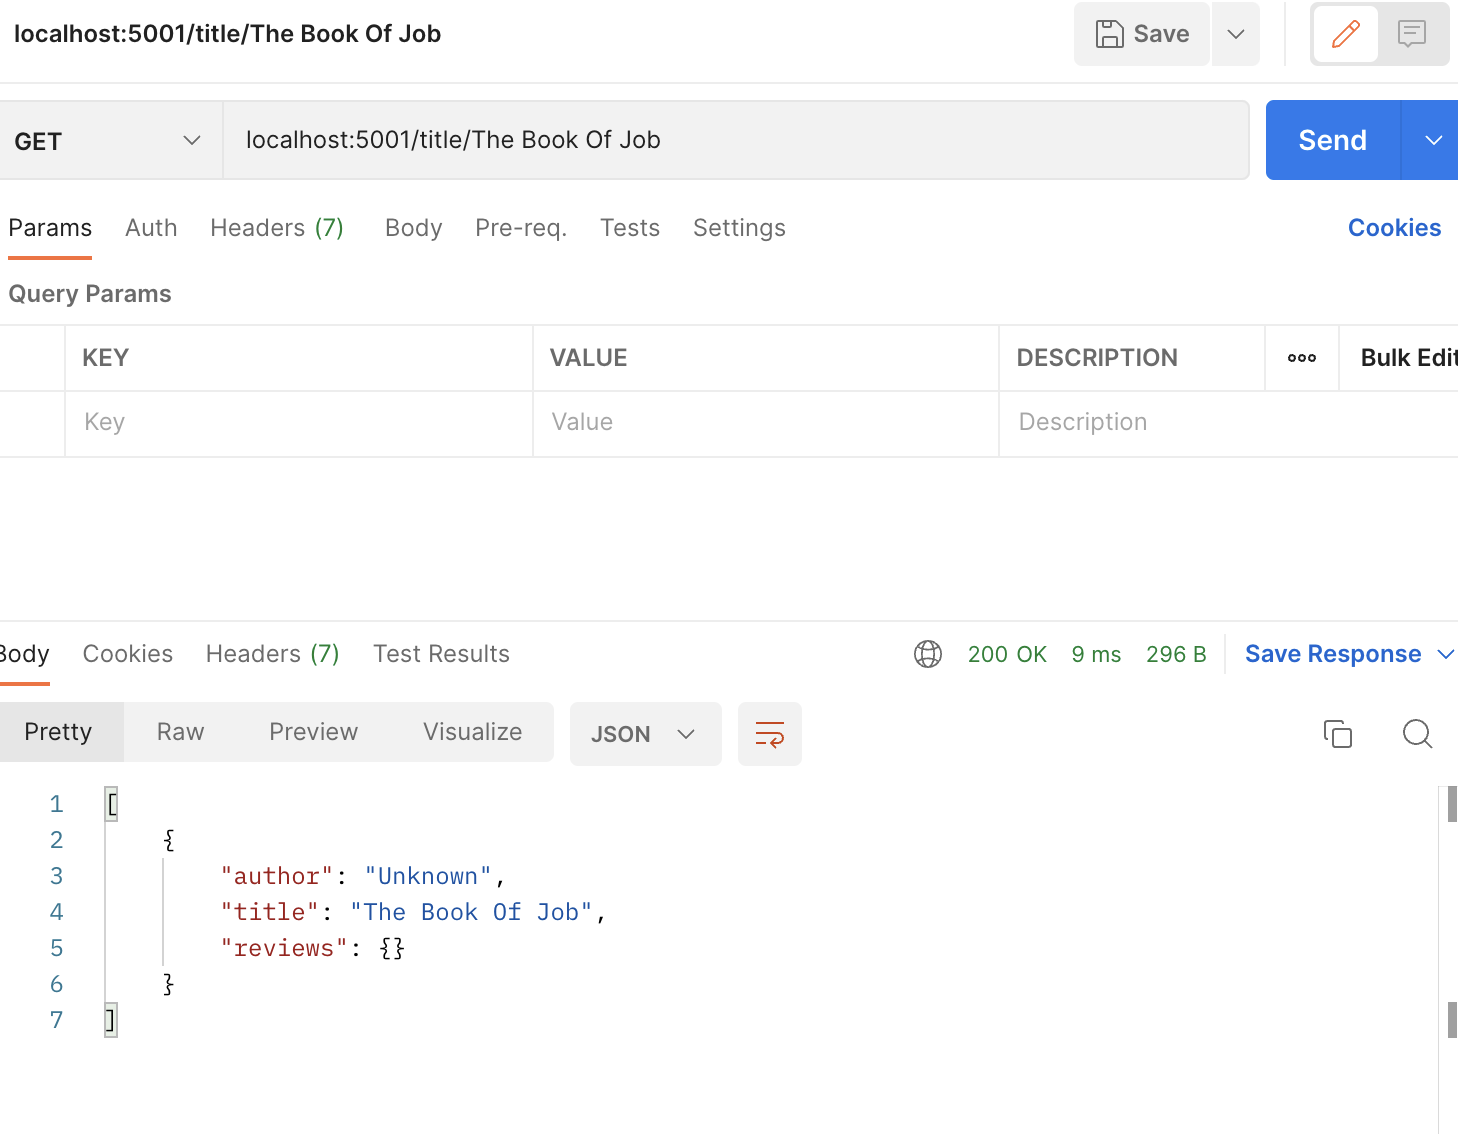 localhost:5001/title/The Book Of Job
Save
GET
localhost:5001/title/The Book Of Job
Send
Params Auth Headers (7) Body Pre-req. Tests Settings Cookies
Query Params
KEY VALUE DESCRIPTION ooo Bulk Edit
Key Value Description
Body Cookies Headers (7) Test Results 200 OK 9 ms 296 B Save Response
Pretty Raw Preview Visualize JSON
1 [
2 {
3 "author": "Unknown",
4 "title": "The Book Of Job",
5 "reviews": {}
6 }
7 ]